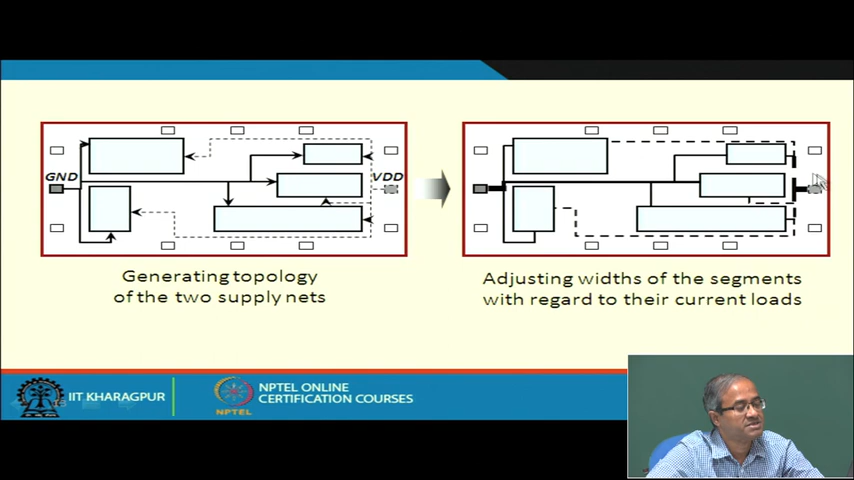 GND
VDD
Generating topology
of the two supply nets
Adjusting widths of the segments
with regard to their current loads
IIT KHARAGPUR
NPTEL
NPTEL ONLINE
CERTIFICATION COURSES